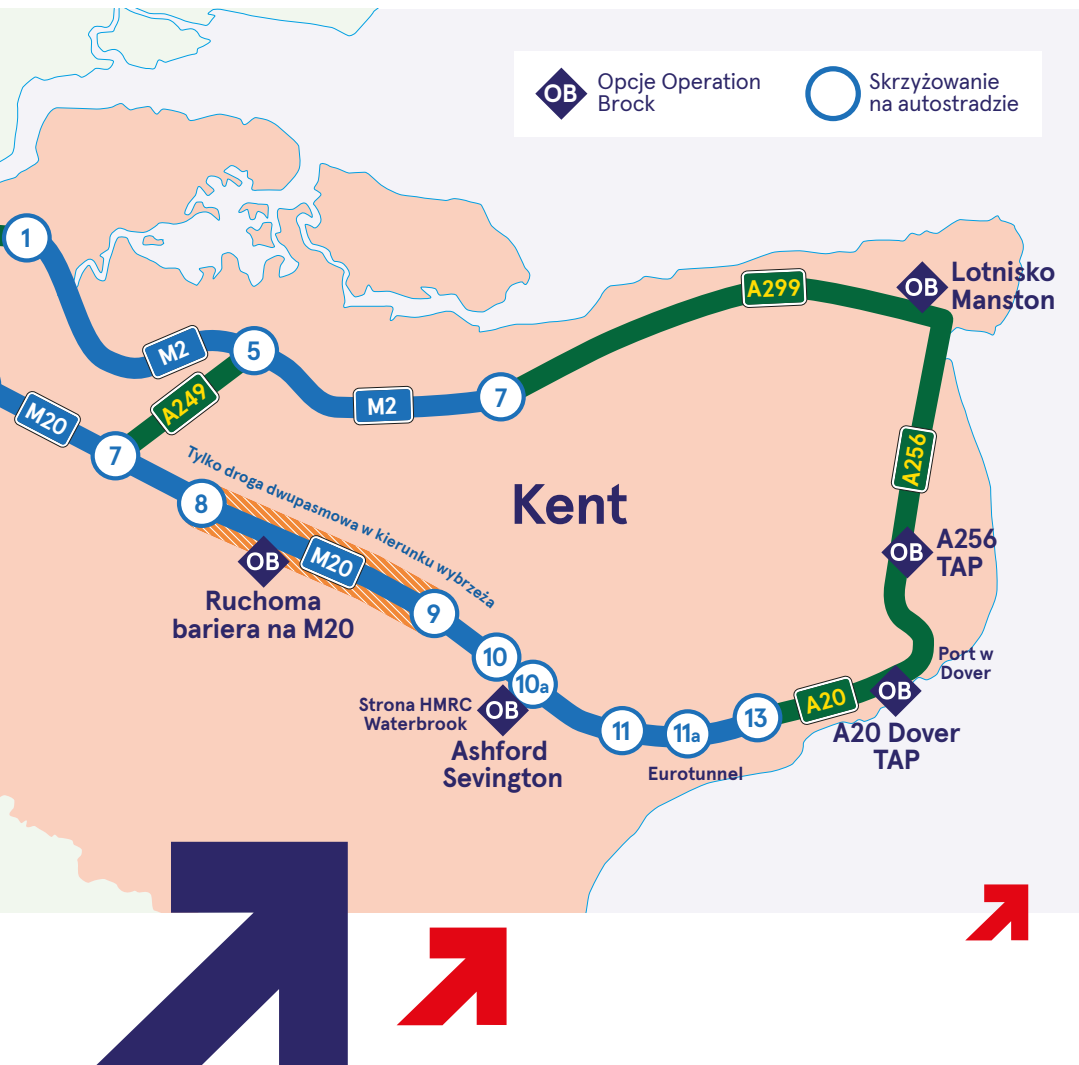 OB
Opcje Operation
Brock
Skrzyżowanie
na autostradzie
1
OB
Lotnisko
Manston
A299
M2
5
A249
M2
7
M20
7
Tylko droga dwupasmowa w kierunku wybrzeża
A256
8
Kent
OB
M20
OB
A256
TAP
Ruchoma
bariera na M20
9
10
10a
Port w
Dover
Strona HMRC
Waterbrook
OB
Ashford
Sevington
11
11a
13
A20
OB
A20 Dover
TAP
Eurotunnel